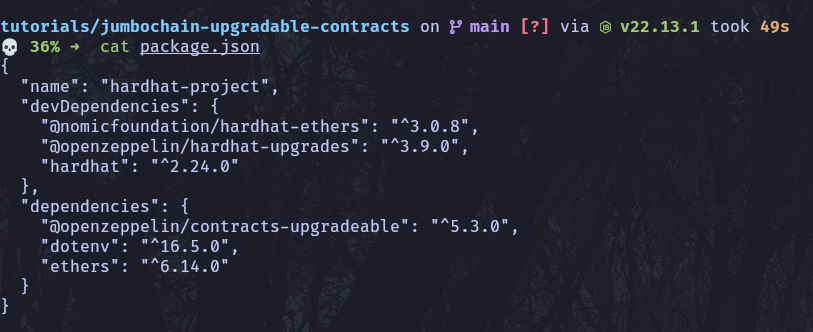 tutorials/jumbochain-upgradable-contracts on main [?] via v22.13.1 took 49s
💀 36% → cat package.json
{
  "name": "hardhat-project",
  "devDependencies": {
    "@nomicfoundation/hardhat-ethers": "^3.0.8",
    "@openzeppelin/hardhat-upgrades": "^3.9.0",
    "hardhat": "^2.24.0"
  },
  "dependencies": {
    "@openzeppelin/contracts-upgradeable": "^5.3.0",
    "dotenv": "^16.5.0",
    "ethers": "^6.14.0"
  }
}